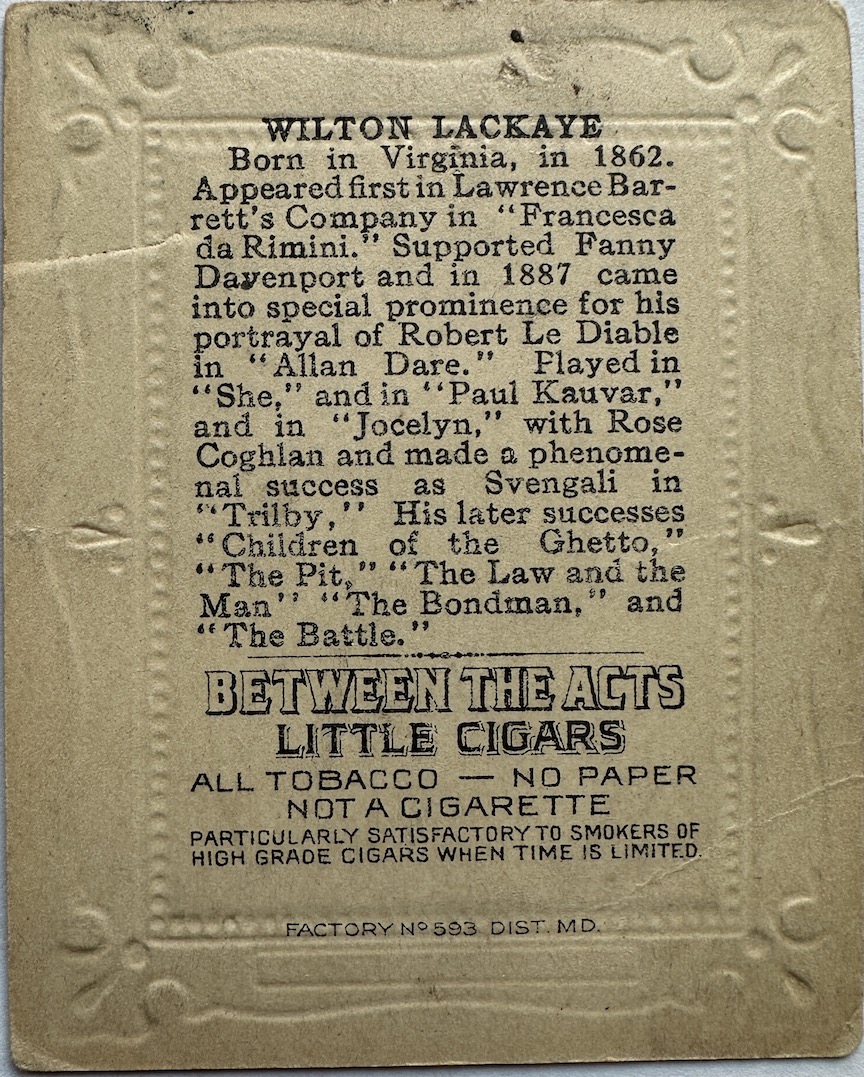 WILTON LACKAYE
Born in Virginia, in 1862.
Appeared first in Lawrence Bar-
rett's Company in "Francesca
da Rimini." Supported Fanny
Davenport and in 1887 came
into special prominence for his
portrayal of Robert Le Diable
in "Allan Dare." Played in
"She," and in "Paul Kauvar,"
and in "Jocelyn," with Rose
Coghlan and made a phenome-
nal success as Svengali in
"Trilby," His later successes
"Children of the Ghetto,"
"The Pit," "The Law and the
Man" "The Bondman," and
"The Battle."
BETWEEN THE ACTS
LITTLE CIGARS
ALL TOBACCO — NO PAPER
NOT A CIGARETTE
PARTICULARLY SATISFACTORY TO SMOKERS OF
HIGH GRADE CIGARS WHEN TIME IS LIMITED.
FACTORY Nº 593 DIST. MD.